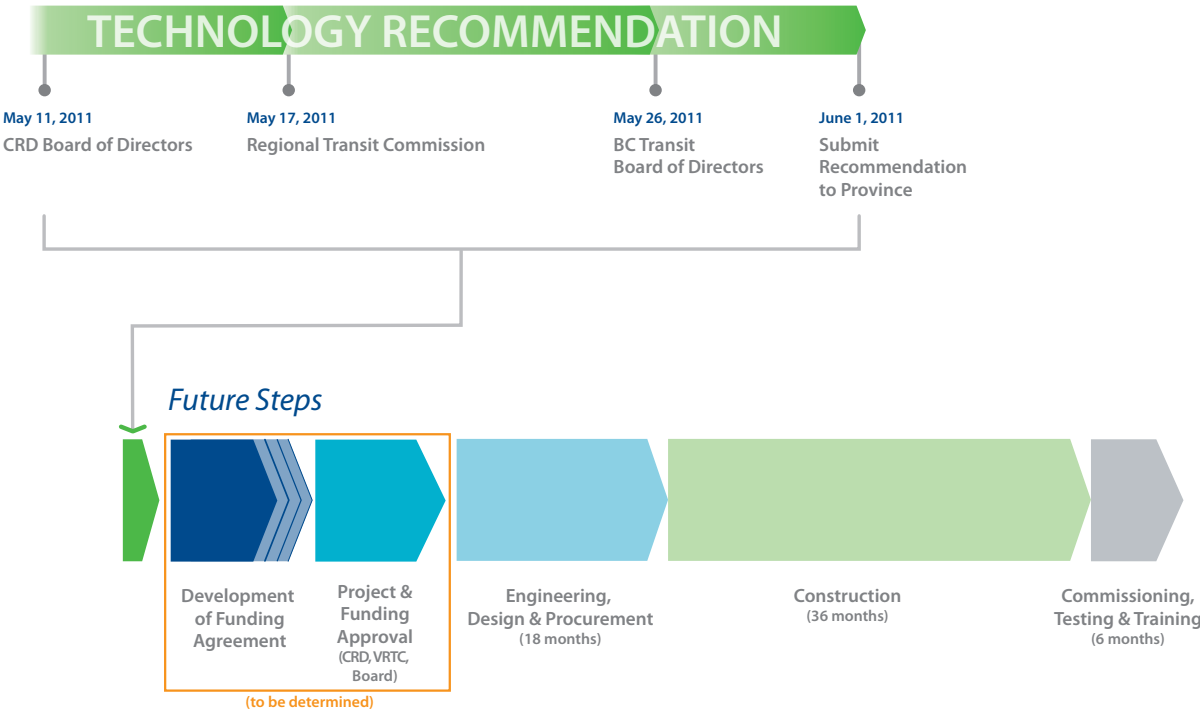 TECHNOLOGY RECOMMENDATION
May 11, 2011
CRD Board of Directors
May 17, 2011
Regional Transit Commission
May 26, 2011
BC Transit
Board of Directors
June 1, 2011
Submit
Recommendation
to Province
Future Steps
Development
of Funding
Agreement
Project &
Funding
Approval
(CRD, VRTC,
Board)
(to be determined)
Engineering,
Design & Procurement
(18 months)
Construction
(36 months)
Commissioning,
Testing & Training
(6 months)